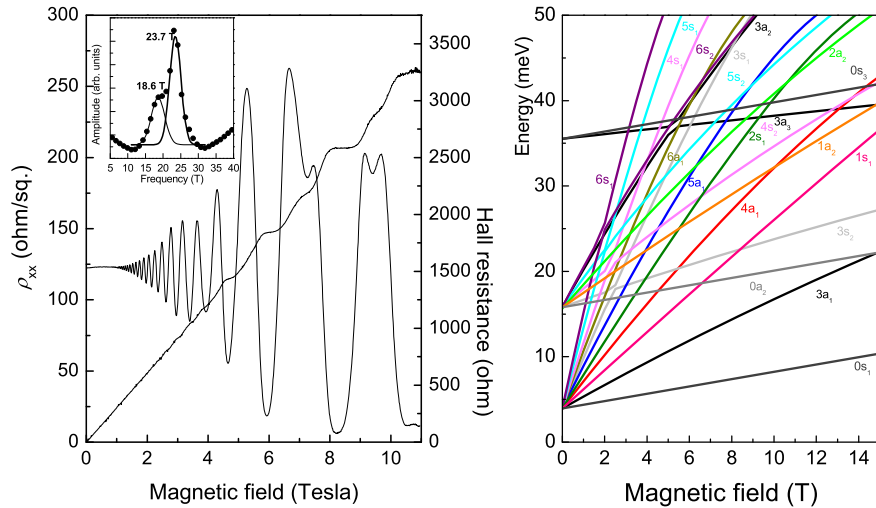 300
250
200
150
100
50
0
ρxx (ohm/sq.)
0
2
4
6
8
10
Magnetic field (Tesla)
3500
3000
2500
2000
1500
1000
500
0
Hall resistance (ohm)
Amplitude (arb. units)
23.7 T
18.6 T
5 10 15 20 25 30 35 40
Frequency (T)
50
40
30
20
10
0
Energy (meV)
0 2 4 6 8 10 12 14
Magnetic field (T)
5s1
4s1
6s2
3s1
3a2
5s2
2a2
0s3
3a3
4s2
2s1
1a2
1s1
6a1
5a1
6s1
4a1
3s2
0a2
3a1
0s1